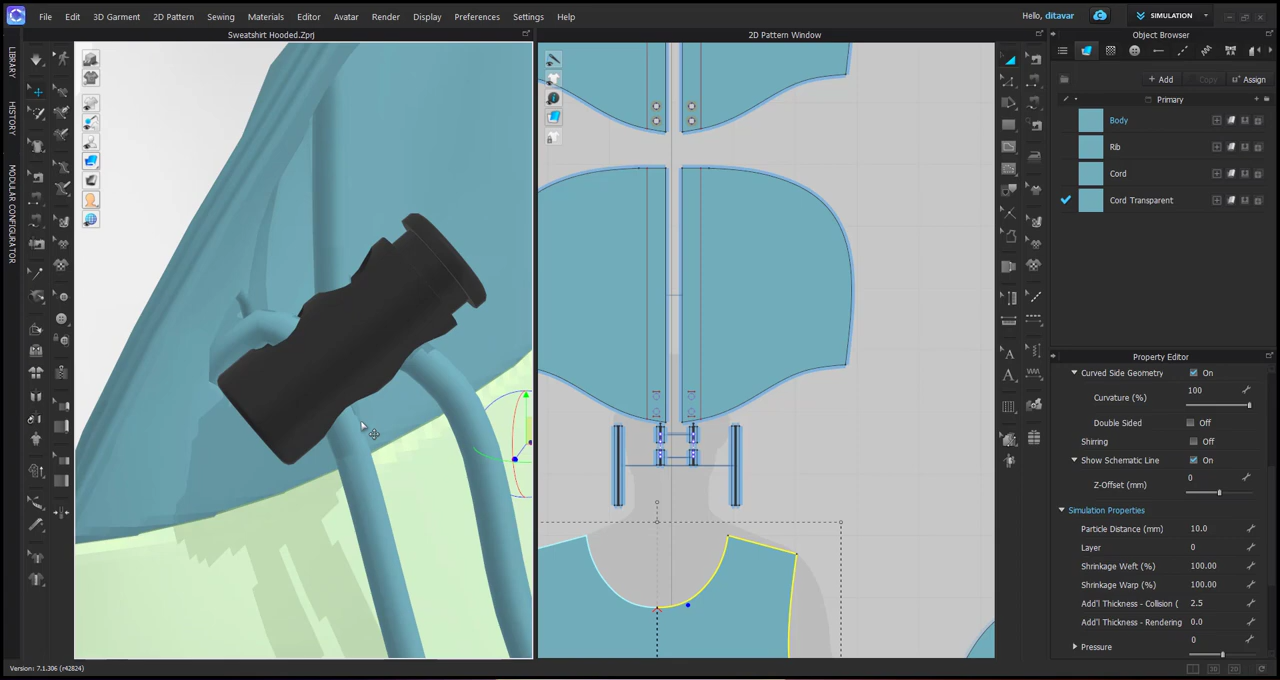 File Edit 3D Garment 2D Pattern Sewing Materials Editor Avatar Render Display Preferences Settings Help
Hello, ditavar
SIMULATION
Sweatshirt Hooded.Zprj
2D Pattern Window
Object Browser
LIBRARY
HISTORY
MODULAR CONFIGURATOR
+ Add Copy Assign
Primary
Body
Rib
Cord
Cord Transparent
Property Editor
Curved Side Geometry On
Curvature (%) 100
Double Sided Off
Shirring Off
Show Schematic Line On
Z-Offset (mm) 0
Simulation Properties
Particle Distance (mm) 10.0
Layer 0
Shrinkage Weft (%) 100.00
Shrinkage Warp (%) 100.00
Add'l Thickness - Collision ( 2.5
Add'l Thickness - Rendering 0.0
Pressure 0
Version: 7.1.306 (r42824)
3D 2D